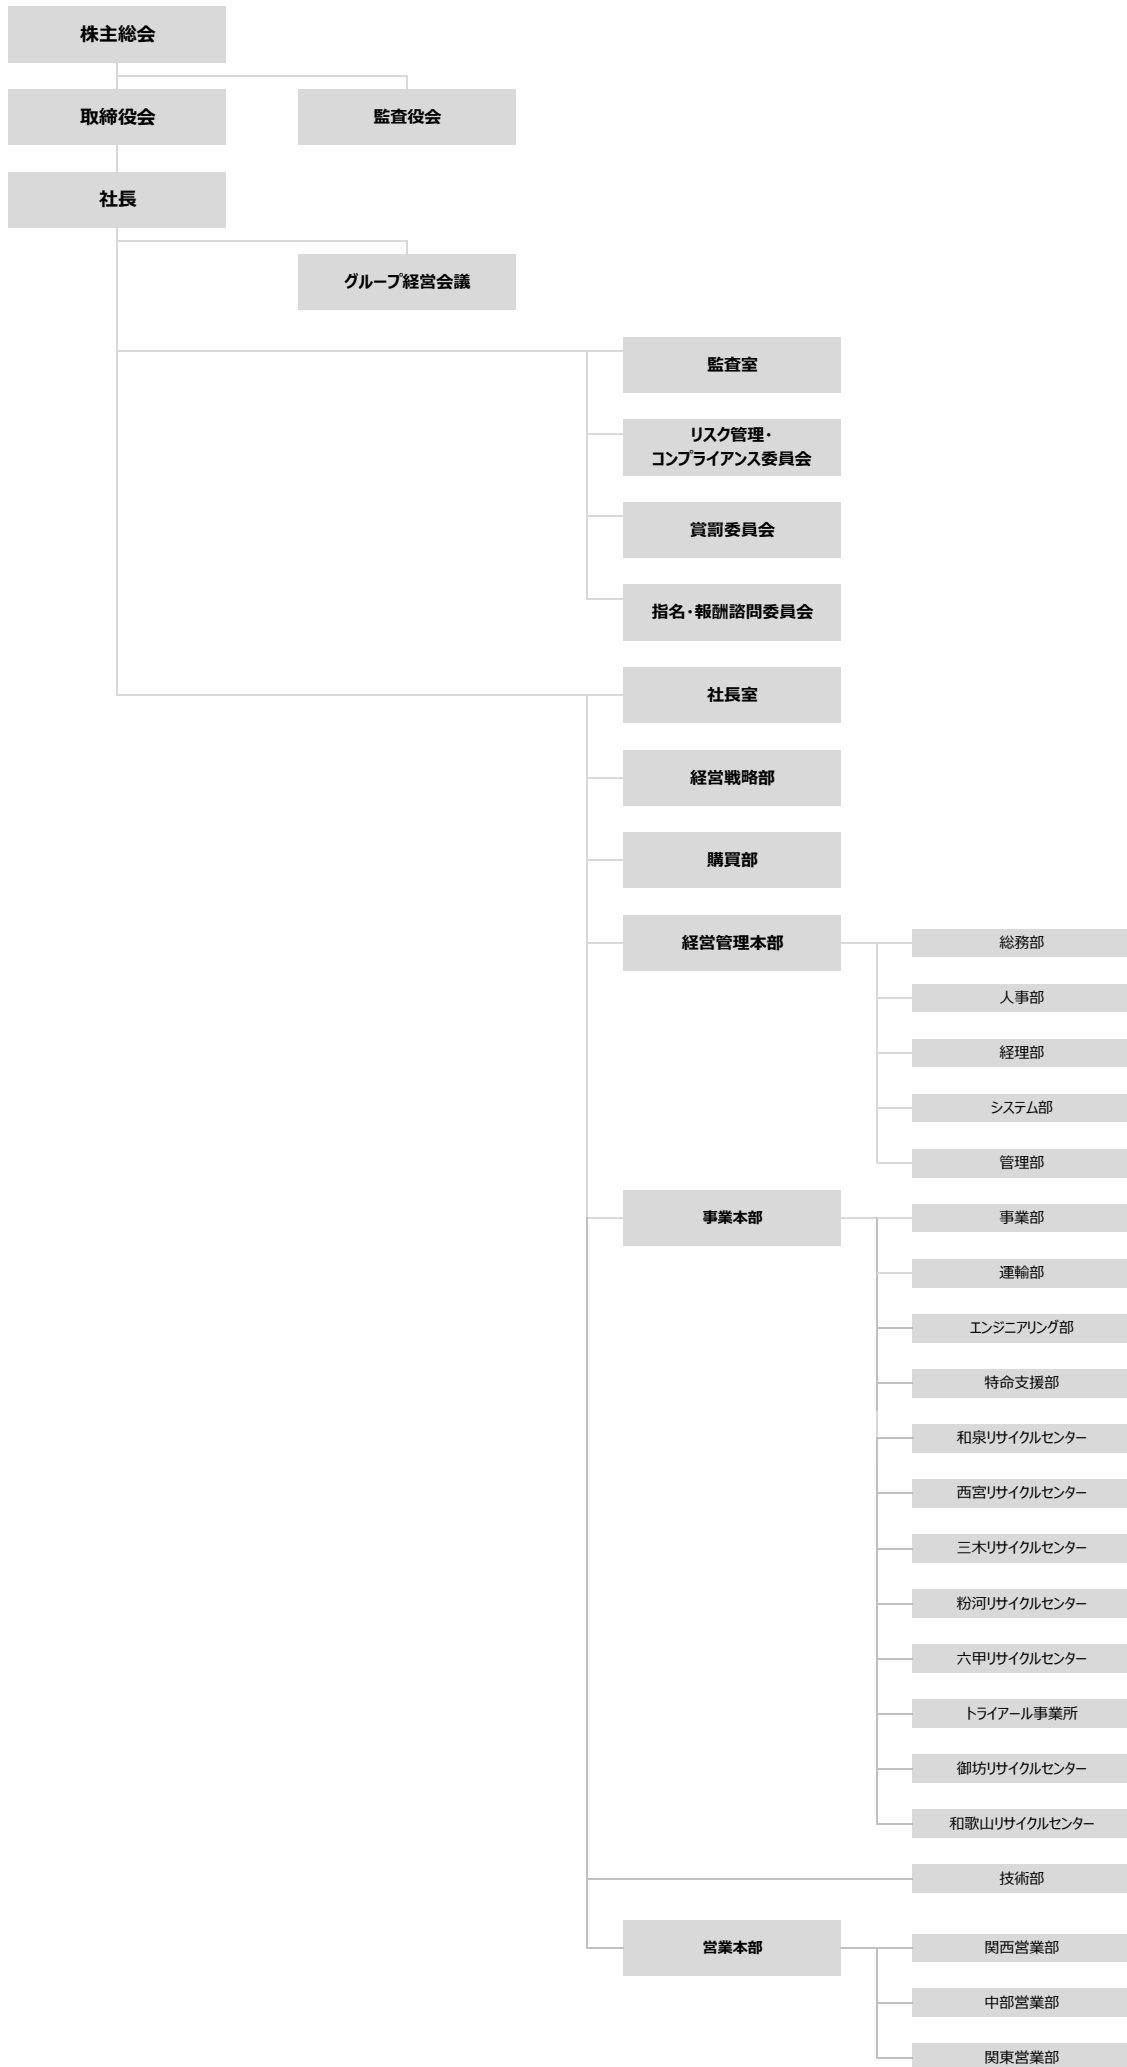 株主総会
取締役会
監査役会
社長
グループ経営会議
監査室
リスク管理・
コンプライアンス委員会
賞罰委員会
指名・報酬諮問委員会
社長室
経営戦略部
購買部
経営管理本部
総務部
人事部
経理部
システム部
管理部
事業本部
事業部
運輸部
エンジニアリング部
特命支援部
和泉リサイクルセンター
西宮リサイクルセンター
三木リサイクルセンター
粉河リサイクルセンター
六甲リサイクルセンター
トライアール事業所
御坊リサイクルセンター
和歌山リサイクルセンター
技術部
営業本部
関西営業部
中部営業部
関東営業部